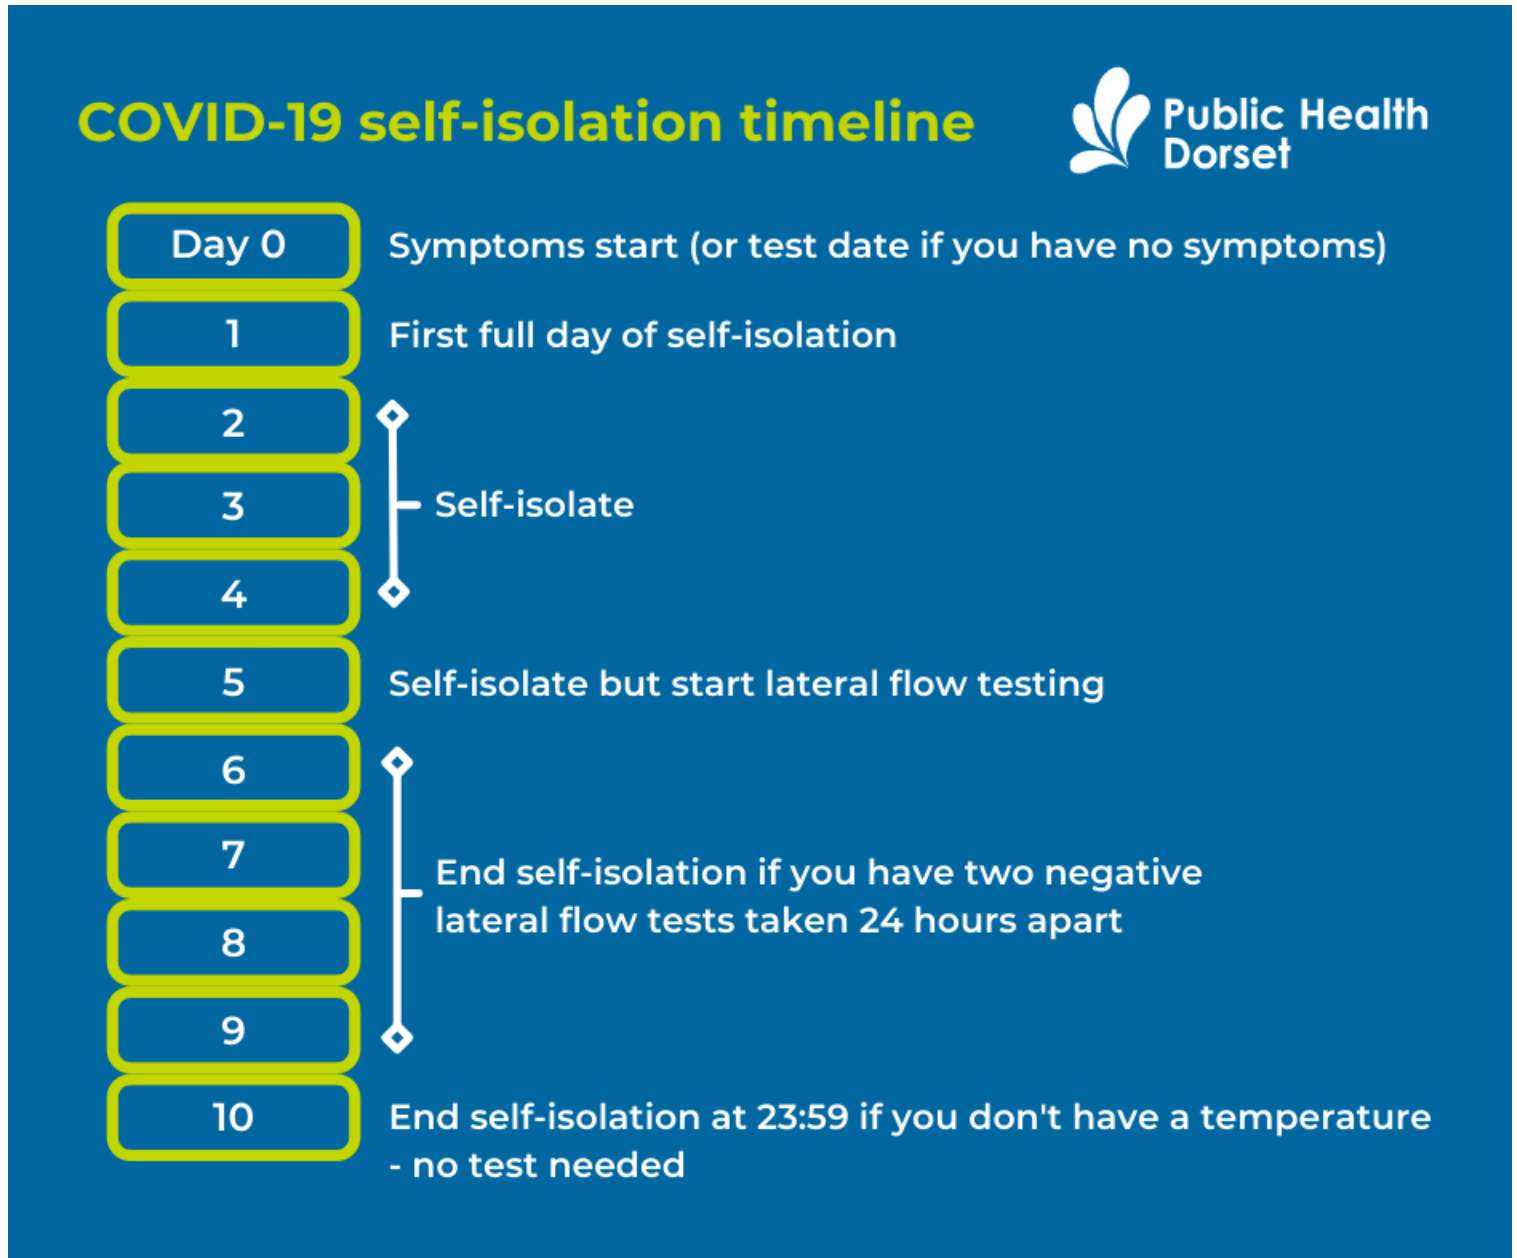 COVID-19 self-isolation timeline
Public Health
Dorset
Day 0
Symptoms start (or test date if you have no symptoms)
1
First full day of self-isolation
2
3
Self-isolate
4
5
Self-isolate but start lateral flow testing
6
7
End self-isolation if you have two negative
lateral flow tests taken 24 hours apart
8
9
10
End self-isolation at 23:59 if you don't have a temperature
- no test needed